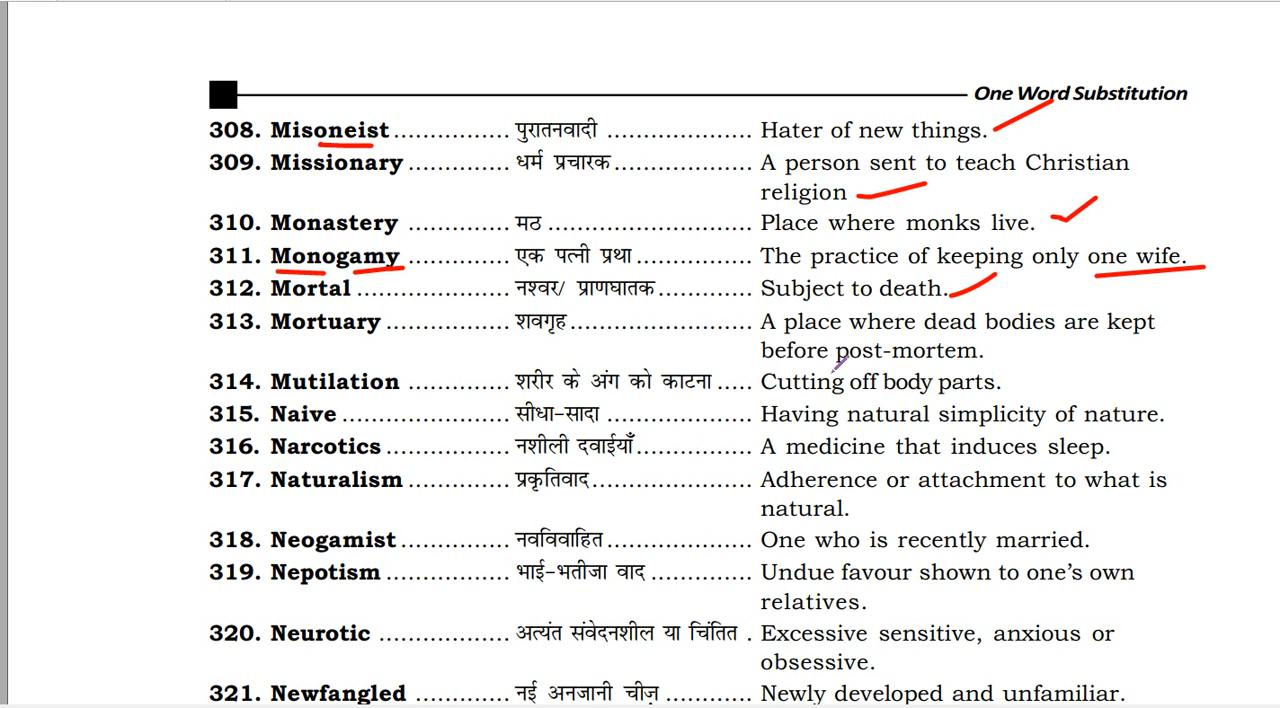 One Word Substitution
308. Misoneist ............... पुरातनवादी .................... Hater of new things.
309. Missionary .............. धर्म प्रचारक ................... A person sent to teach Christian
religion
310. Monastery .............. मठ ............................. Place where monks live.
311. Monogamy .............. एक पत्नी प्रथा ................ The practice of keeping only one wife.
312. Mortal ..................... नश्वर/ प्राणघातक ............. Subject to death.
313. Mortuary ................. शवगृह .......................... A place where dead bodies are kept
before post-mortem.
314. Mutilation .............. शरीर के अंग को काटना ..... Cutting off body parts.
315. Naive ....................... सीधा-सादा .................... Having natural simplicity of nature.
316. Narcotics ................. नशीली दवाईयाँ ................ A medicine that induces sleep.
317. Naturalism .............. प्रकृतिवाद ...................... Adherence or attachment to what is
natural.
318. Neogamist ............... नवविवाहित .................... One who is recently married.
319. Nepotism ................. भाई-भतीजा वाद .............. Undue favour shown to one’s own
relatives.
320. Neurotic .................. अत्यंत संवेदनशील या चिंतित . Excessive sensitive, anxious or
obsessive.
321. Newfangled ............. नई अनजानी चीज़ ............ Newly developed and unfamiliar.